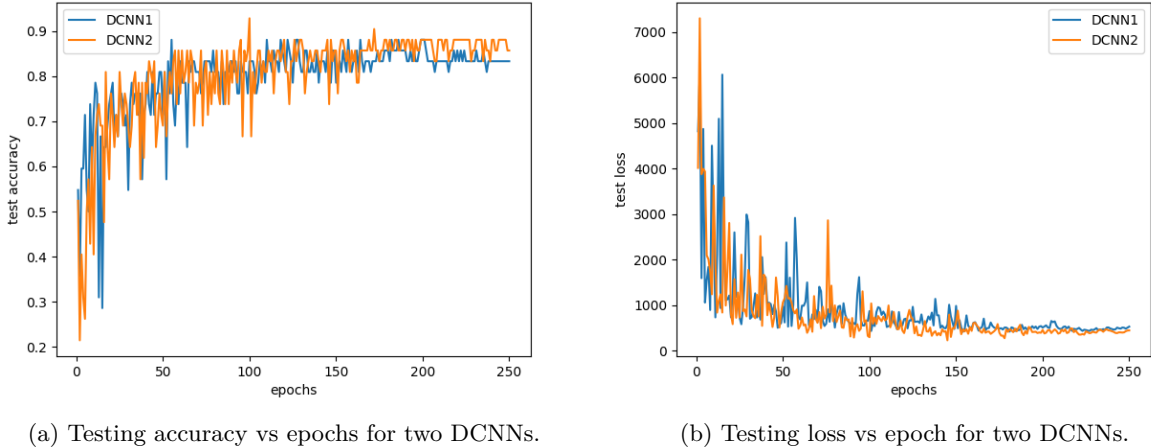 DCNN1
DCNN2
0.9
0.8
0.7
0.6
0.5
0.4
0.3
0.2
test accuracy
0
50
100
150
200
250
epochs
(a) Testing accuracy vs epochs for two DCNNs.
DCNN1
DCNN2
7000
6000
5000
4000
3000
2000
1000
0
test loss
0
50
100
150
200
250
epochs
(b) Testing loss vs epoch for two DCNNs.